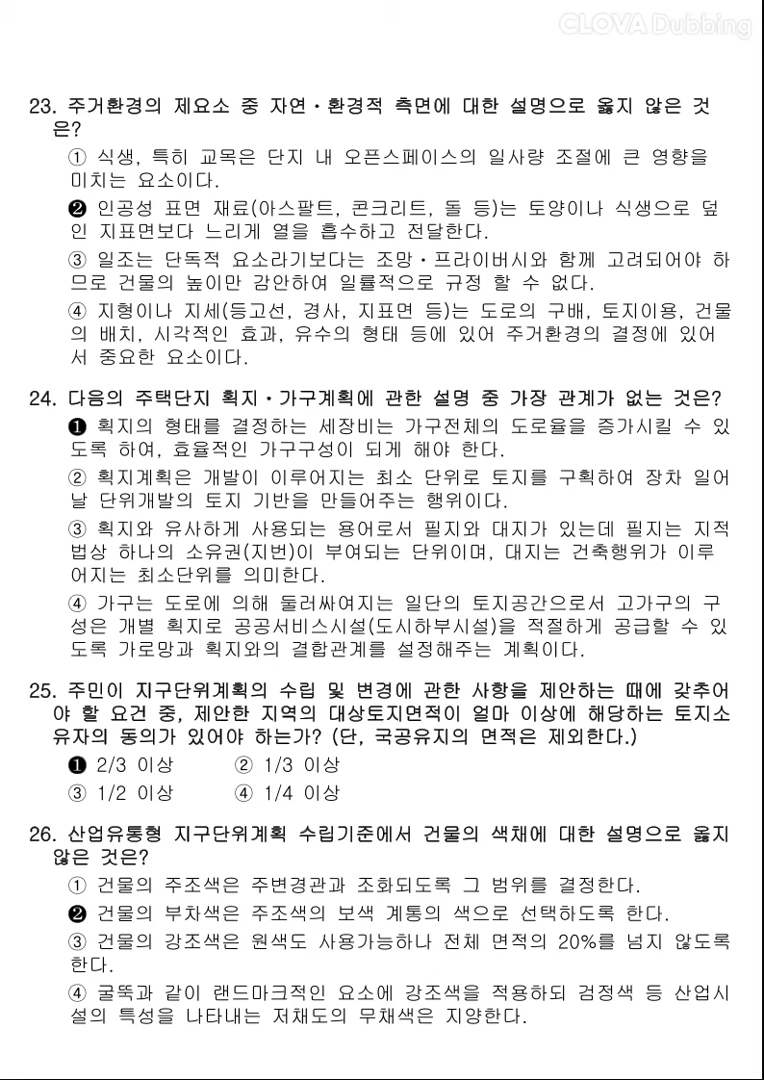 CLOVA Dubbing
23. 주거환경의 제요소 중 자연·환경적 측면에 대한 설명으로 옳지 않은 것
은?
① 식생, 특히 교목은 단지 내 오픈스페이스의 일사량 조절에 큰 영향을
미치는 요소이다.
❷ 인공성 표면 재료(아스팔트, 콘크리트, 돌 등)는 토양이나 식생으로 덮
인 지표면보다 느리게 열을 흡수하고 전달한다.
③ 일조는 단독적 요소라기보다는 조망·프라이버시와 함께 고려되어야 하
므로 건물의 높이만 감안하여 일률적으로 규정 할 수 없다.
④ 지형이나 지세(등고선, 경사, 지표면 등)는 도로의 구배, 토지이용, 건물
의 배치, 시각적인 효과, 유수의 형태 등에 있어 주거환경의 결정에 있어
서 중요한 요소이다.
24. 다음의 주택단지 획지·가구계획에 관한 설명 중 가장 관계가 없는 것은?
❶ 획지의 형태를 결정하는 세장비는 가구전체의 도로율을 증가시킬 수 있
도록 하여, 효율적인 가구구성이 되게 해야 한다.
② 획지계획은 개발이 이루어지는 최소 단위로 토지를 구획하여 장차 일어
날 단위개발의 토지 기반을 만들어주는 행위이다.
③ 획지와 유사하게 사용되는 용어로서 필지와 대지가 있는데 필지는 지적
법상 하나의 소유권(지번)이 부여되는 단위이며, 대지는 건축행위가 이루
어지는 최소단위를 의미한다.
④ 가구는 도로에 의해 둘러싸여지는 일단의 토지공간으로서 고가구의 구
성은 개별 획지로 공공서비스시설(도시하부시설)을 적절하게 공급할 수 있
도록 가로망과 획지와의 결합관계를 설정해주는 계획이다.
25. 주민이 지구단위계획의 수립 및 변경에 관한 사항을 제안하는 때에 갖추어
야 할 요건 중, 제안한 지역의 대상토지면적이 얼마 이상에 해당하는 토지소
유자의 동의가 있어야 하는가? (단, 국공유지의 면적은 제외한다.)
❶ 2/3 이상 ② 1/3 이상
③ 1/2 이상 ④ 1/4 이상
26. 산업유통형 지구단위계획 수립기준에서 건물의 색채에 대한 설명으로 옳지
않은 것은?
① 건물의 주조색은 주변경관과 조화되도록 그 범위를 결정한다.
❷ 건물의 부차색은 주조색의 보색 계통의 색으로 선택하도록 한다.
③ 건물의 강조색은 원색도 사용가능하나 전체 면적의 20%를 넘지 않도록
한다.
④ 굴뚝과 같이 랜드마크적인 요소에 강조색을 적용하되 검정색 등 산업시
설의 특성을 나타내는 저채도의 무채색은 지양한다.